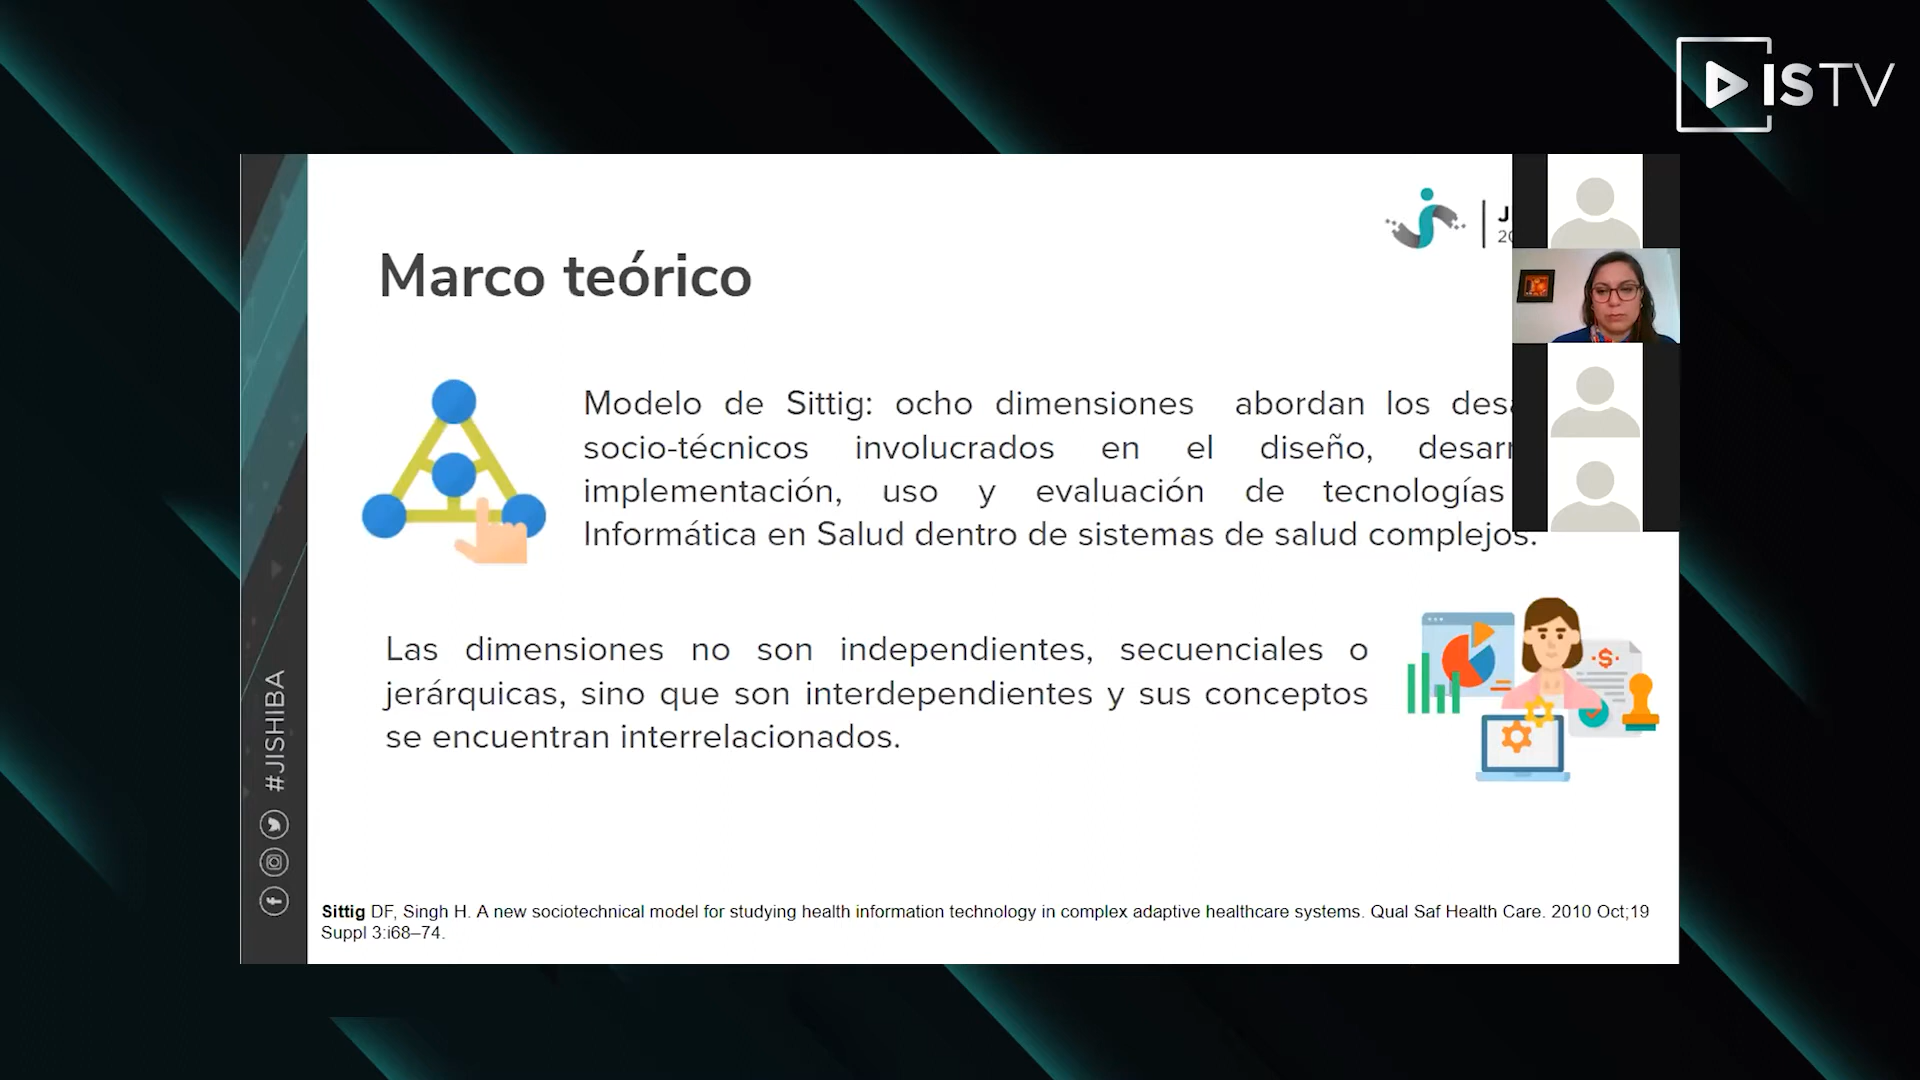 ISTV
Marco teórico
Modelo de Sittig: ocho dimensiones abordan los
socio-técnicos involucrados en el diseño,
implementación, uso y evaluación de tecnologías
Informática en Salud dentro de sistemas de salud complejos.
Las dimensiones no son independientes, secuenciales o
jerárquicas, sino que son interdependientes y sus conceptos
se encuentran interrelacionados.
#JISHIBA
Sittig DF, Singh H. A new sociotechnical model for studying health information technology in complex adaptive healthcare systems. Qual Saf Health Care. 2010 Oct;19
Suppl 3:i68–74.